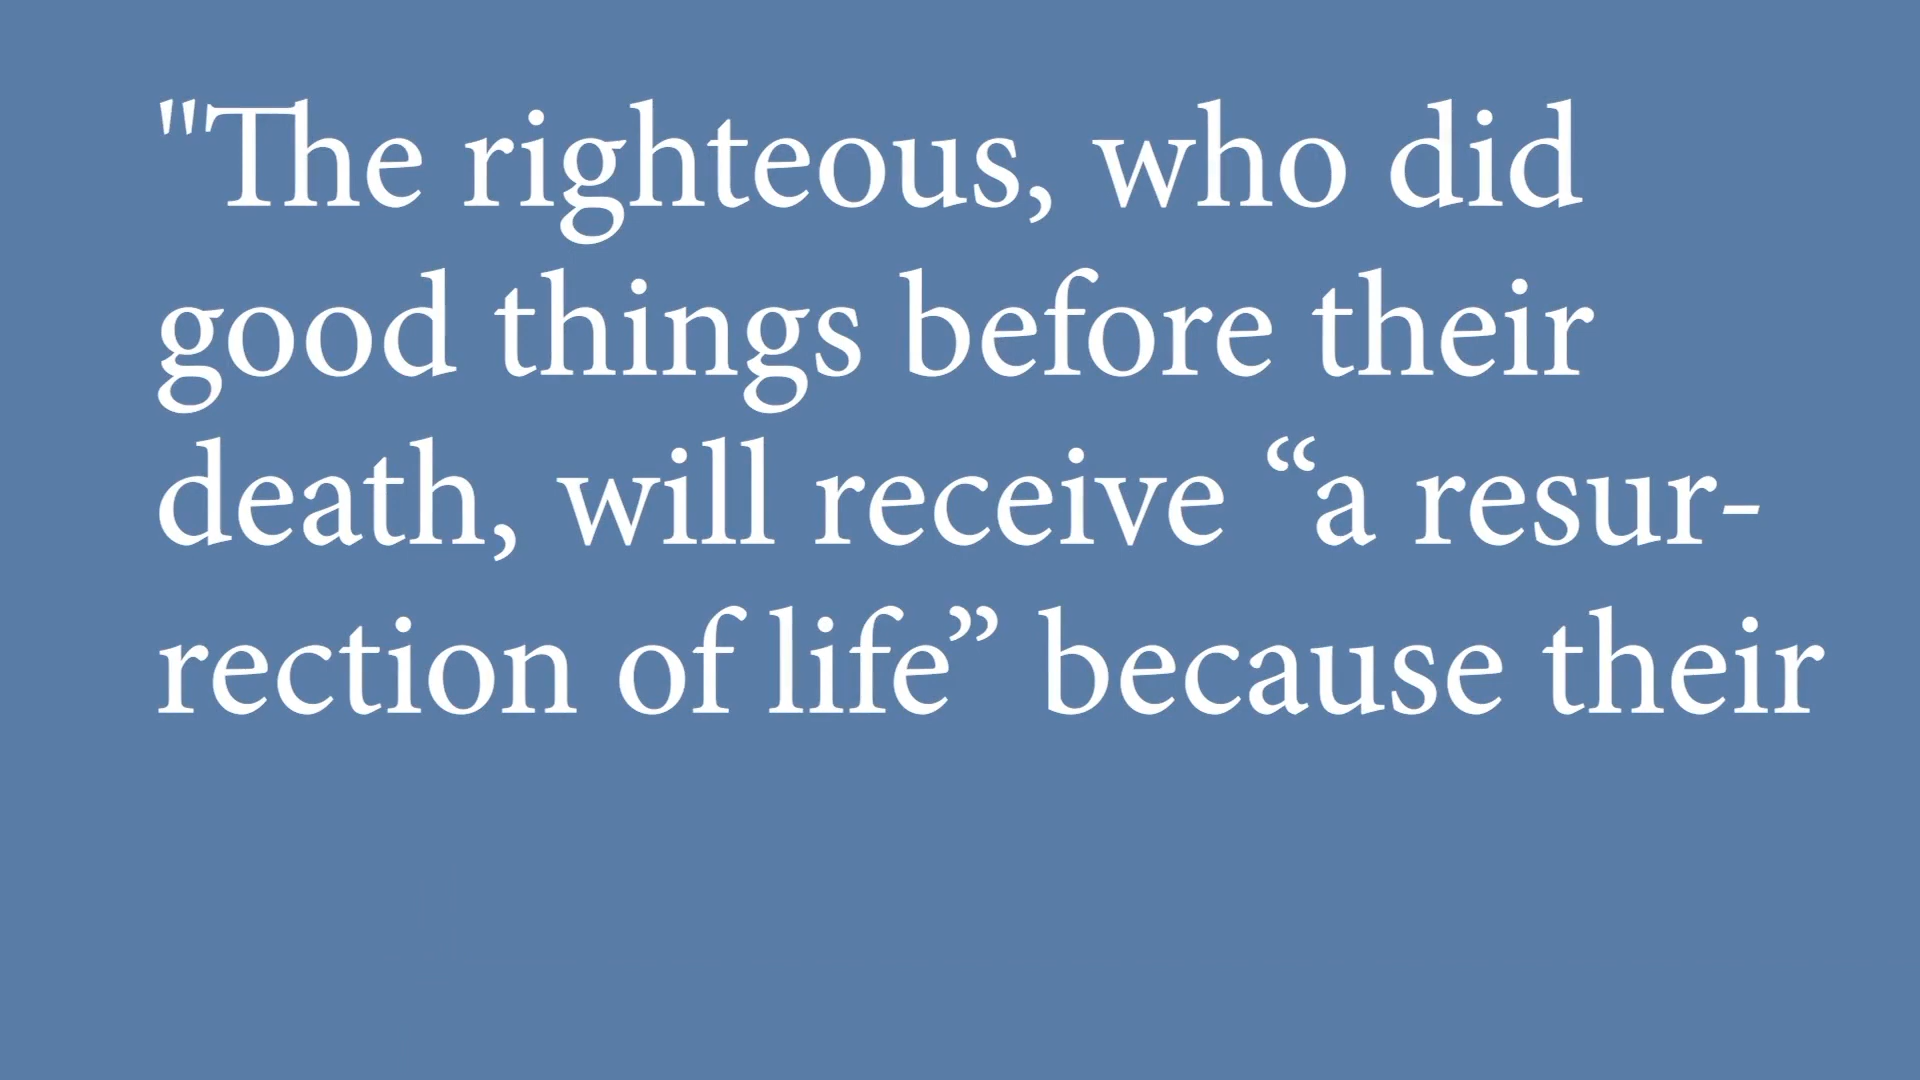 "The righteous, who did
good things before their
death, will receive “a resur-
rection of life” because their